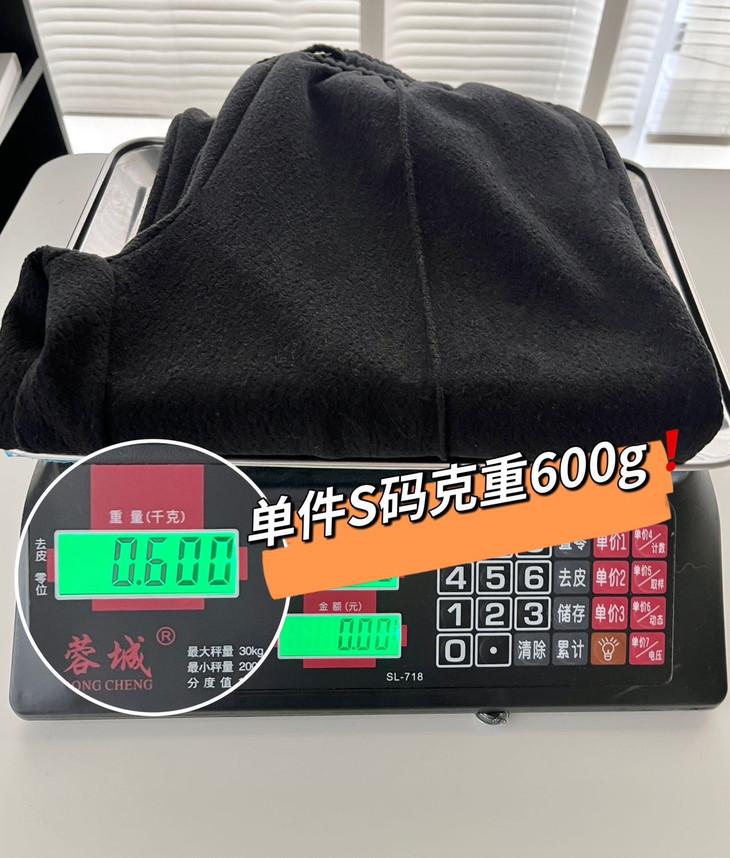 单件S码克重600g❗
重量(千克)
去皮
零位
0.600
蓉城®
ONG CHENG
最大秤量 30kg
最小秤量 200
分度值
金额(元)
0.00
SL-718
单价1
单价4/计数
4 5 6 去皮 单价2 单价5/取样
1 2 3 储存 单价3 单价6/动态
0 · 清除 累计 单价7/电压